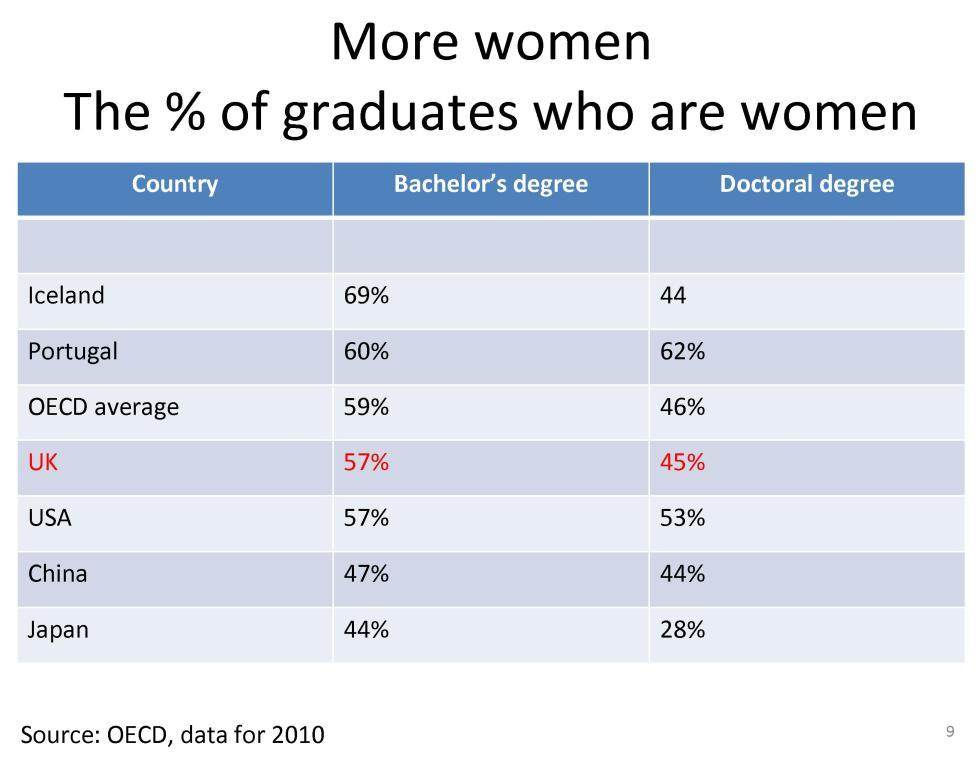 More women
The % of graduates who are women
Country Bachelor’s degree Doctoral degree
Iceland 69% 44
Portugal 60% 62%
OECD average 59% 46%
UK 57% 45%
USA 57% 53%
China 47% 44%
Japan 44% 28%
Source: OECD, data for 2010
9